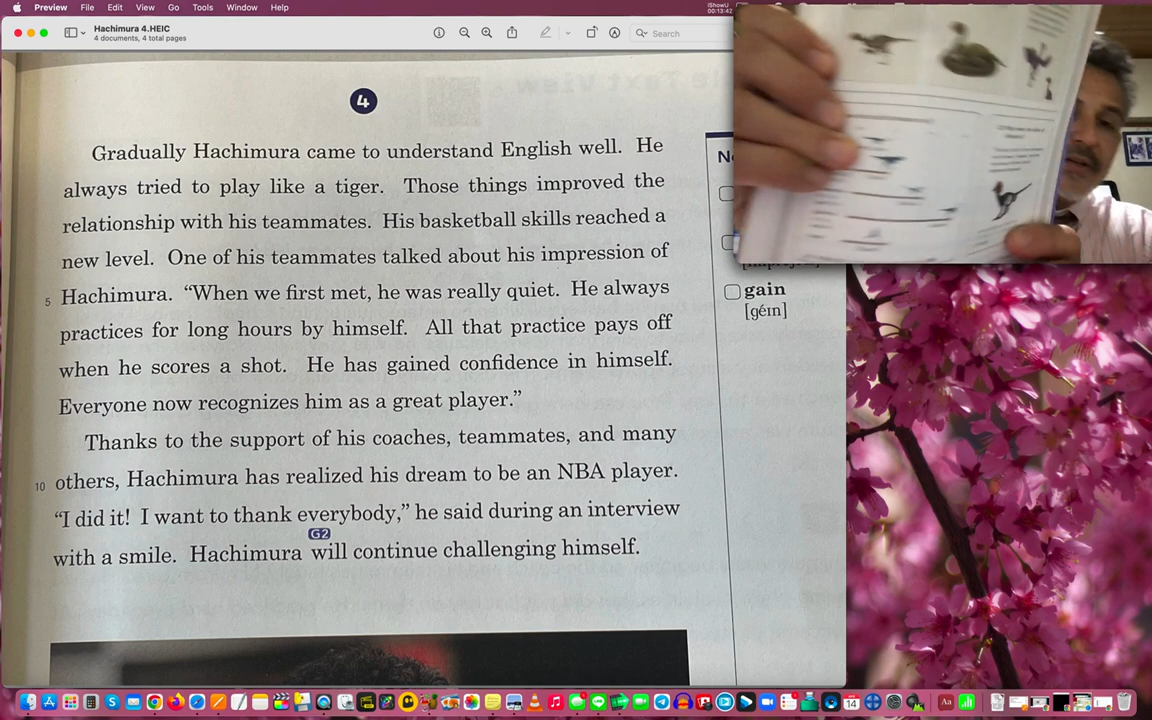 Preview File Edit View Go Tools Window Help
iShowU
00:13:42
Hachimura 4.HEIC
4 documents, 4 total pages
Search
4
Gradually Hachimura came to understand English well. He
always tried to play like a tiger. Those things improved the
relationship with his teammates. His basketball skills reached a
new level. One of his teammates talked about his impression of
5 Hachimura. “When we first met, he was really quiet. He always
practices for long hours by himself. All that practice pays off
when he scores a shot. He has gained confidence in himself.
Everyone now recognizes him as a great player.”
Thanks to the support of his coaches, teammates, and many
10 others, Hachimura has realized his dream to be an NBA player.
“I did it! I want to thank everybody,” he said during an interview
G2
with a smile. Hachimura will continue challenging himself.
gain
[géɪn]
14
Aa